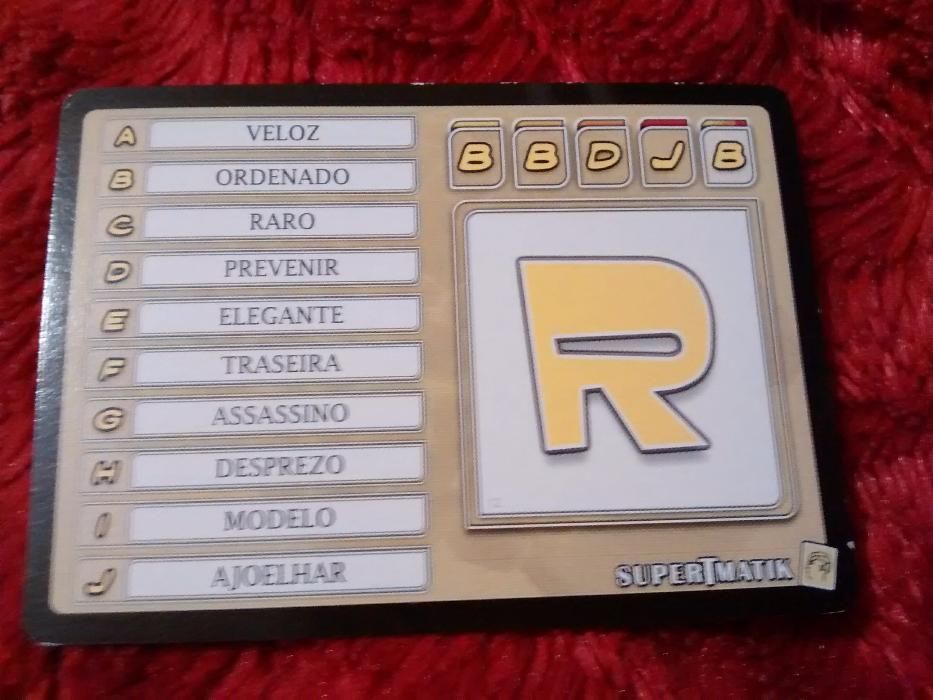 A VELOZ
B ORDENADO
C RARO
D PREVENIR
E ELEGANTE
F TRASEIRA
G ASSASSINO
H DESPREZO
I MODELO
J AJOELHAR
B B D J B
R
SUPERTMATIK